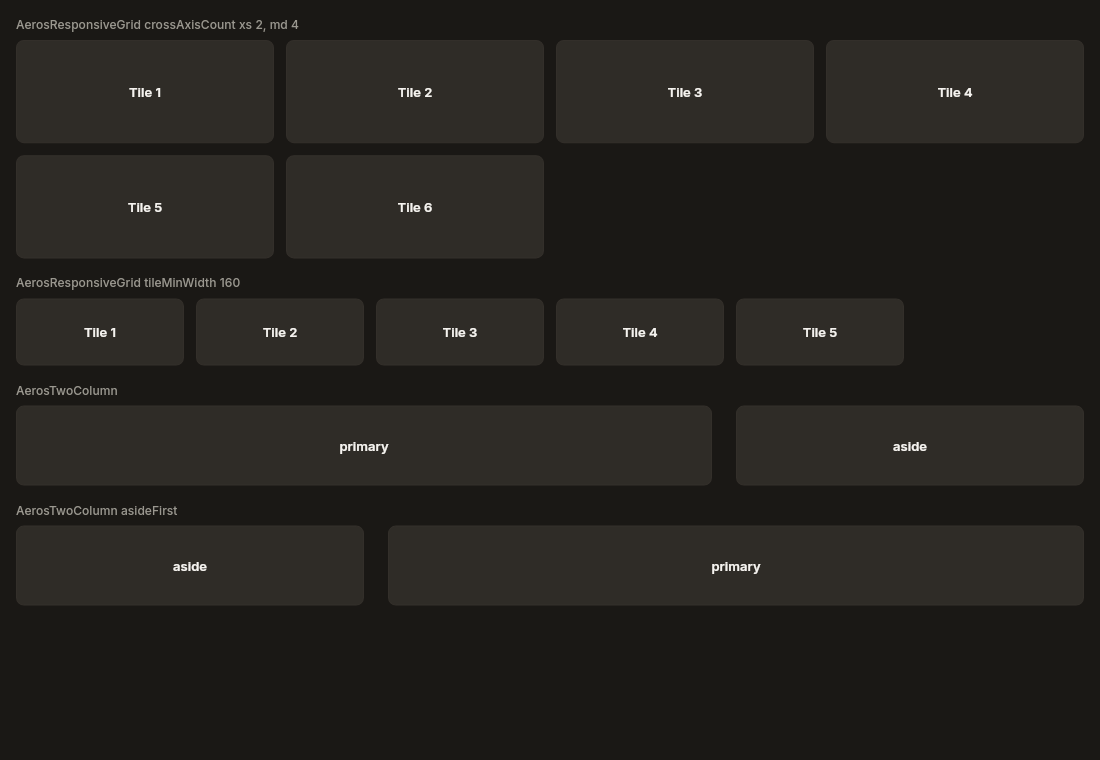 AerosResponsiveGrid crossAxisCount xs 2, md 4
Tile 1
Tile 2
Tile 3
Tile 4
Tile 5
Tile 6
AerosResponsiveGrid tileMinWidth 160
Tile 1
Tile 2
Tile 3
Tile 4
Tile 5
AerosTwoColumn
primary
aside
AerosTwoColumn asideFirst
aside
primary